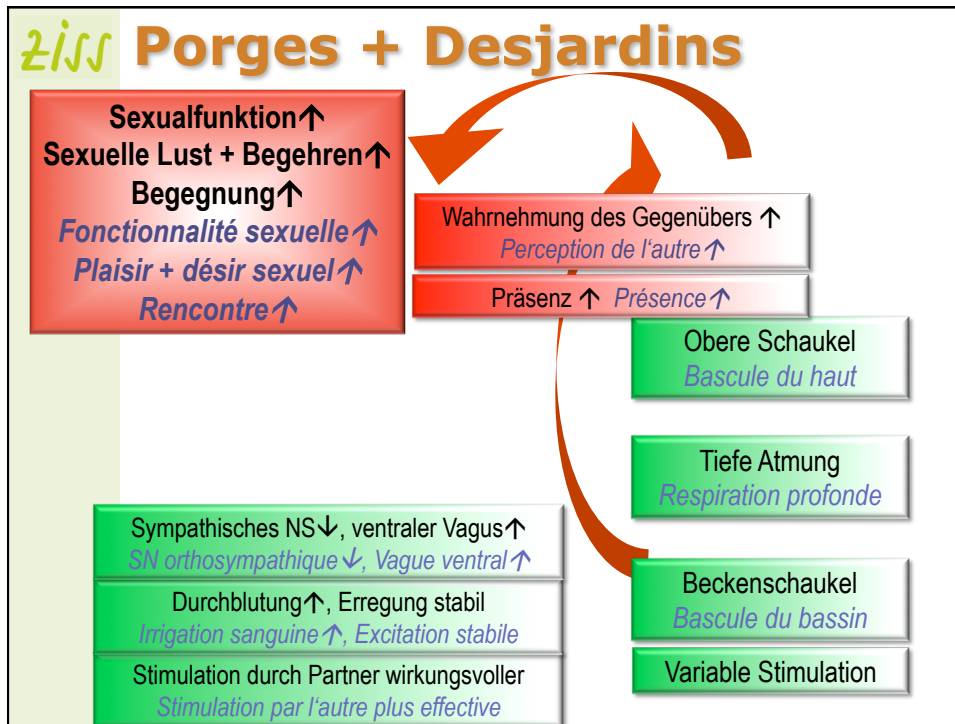 ziss Porges + Desjardins
Sexualfunktion↑
Sexuelle Lust + Begehren↑
Begegnung↑
Fonctionnalité sexuelle↑
Plaisir + désir sexuel↑
Rencontre↑
Wahrnehmung des Gegenübers ↑
Perception de l'autre↑
Präsenz ↑ Présence↑
Obere Schaukel
Bascule du haut
Tiefe Atmung
Respiration profonde
Sympathisches NS↓, ventraler Vagus↑
SN orthosympathique↓, Vague ventral↑
Durchblutung↑, Erregung stabil
Irrigation sanguine↑, Excitation stabile
Stimulation durch Partner wirkungsvoller
Stimulation par l'autre plus effective
Beckenschaukel
Bascule du bassin
Variable Stimulation